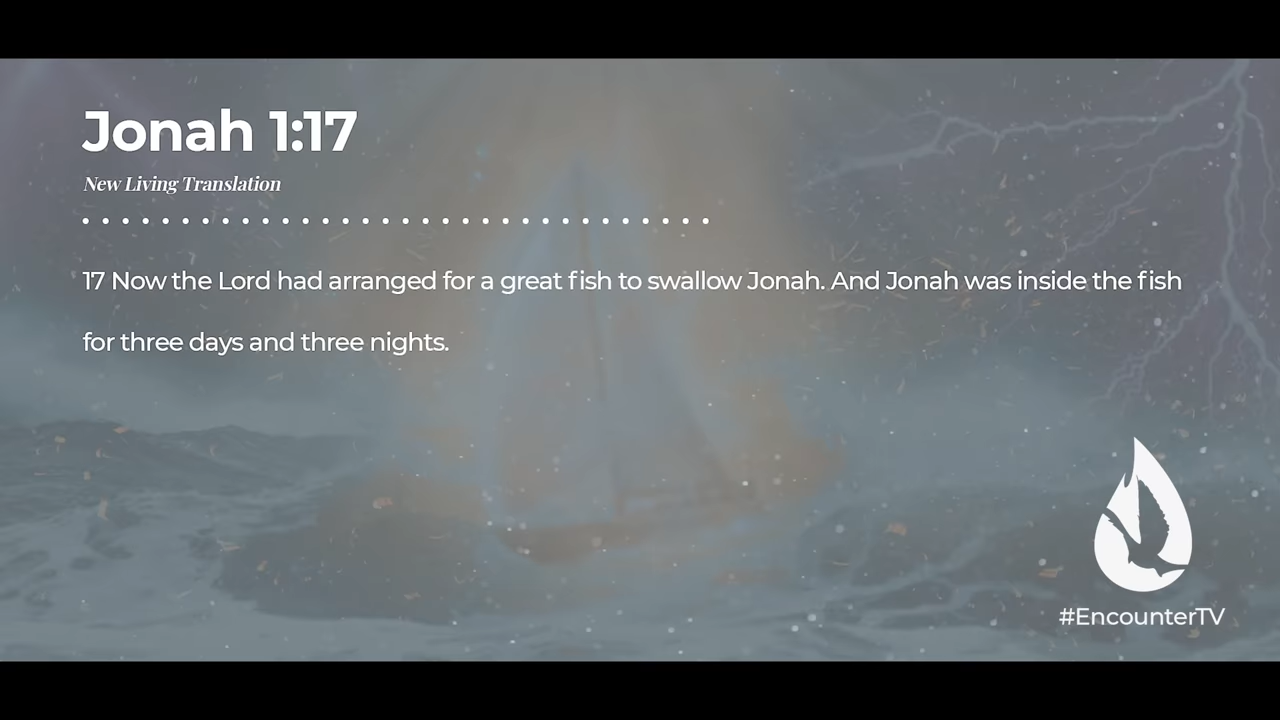 Jonah 1:17
New Living Translation
17 Now the Lord had arranged for a great fish to swallow Jonah. And Jonah was inside the fish
for three days and three nights.
#EncounterTV